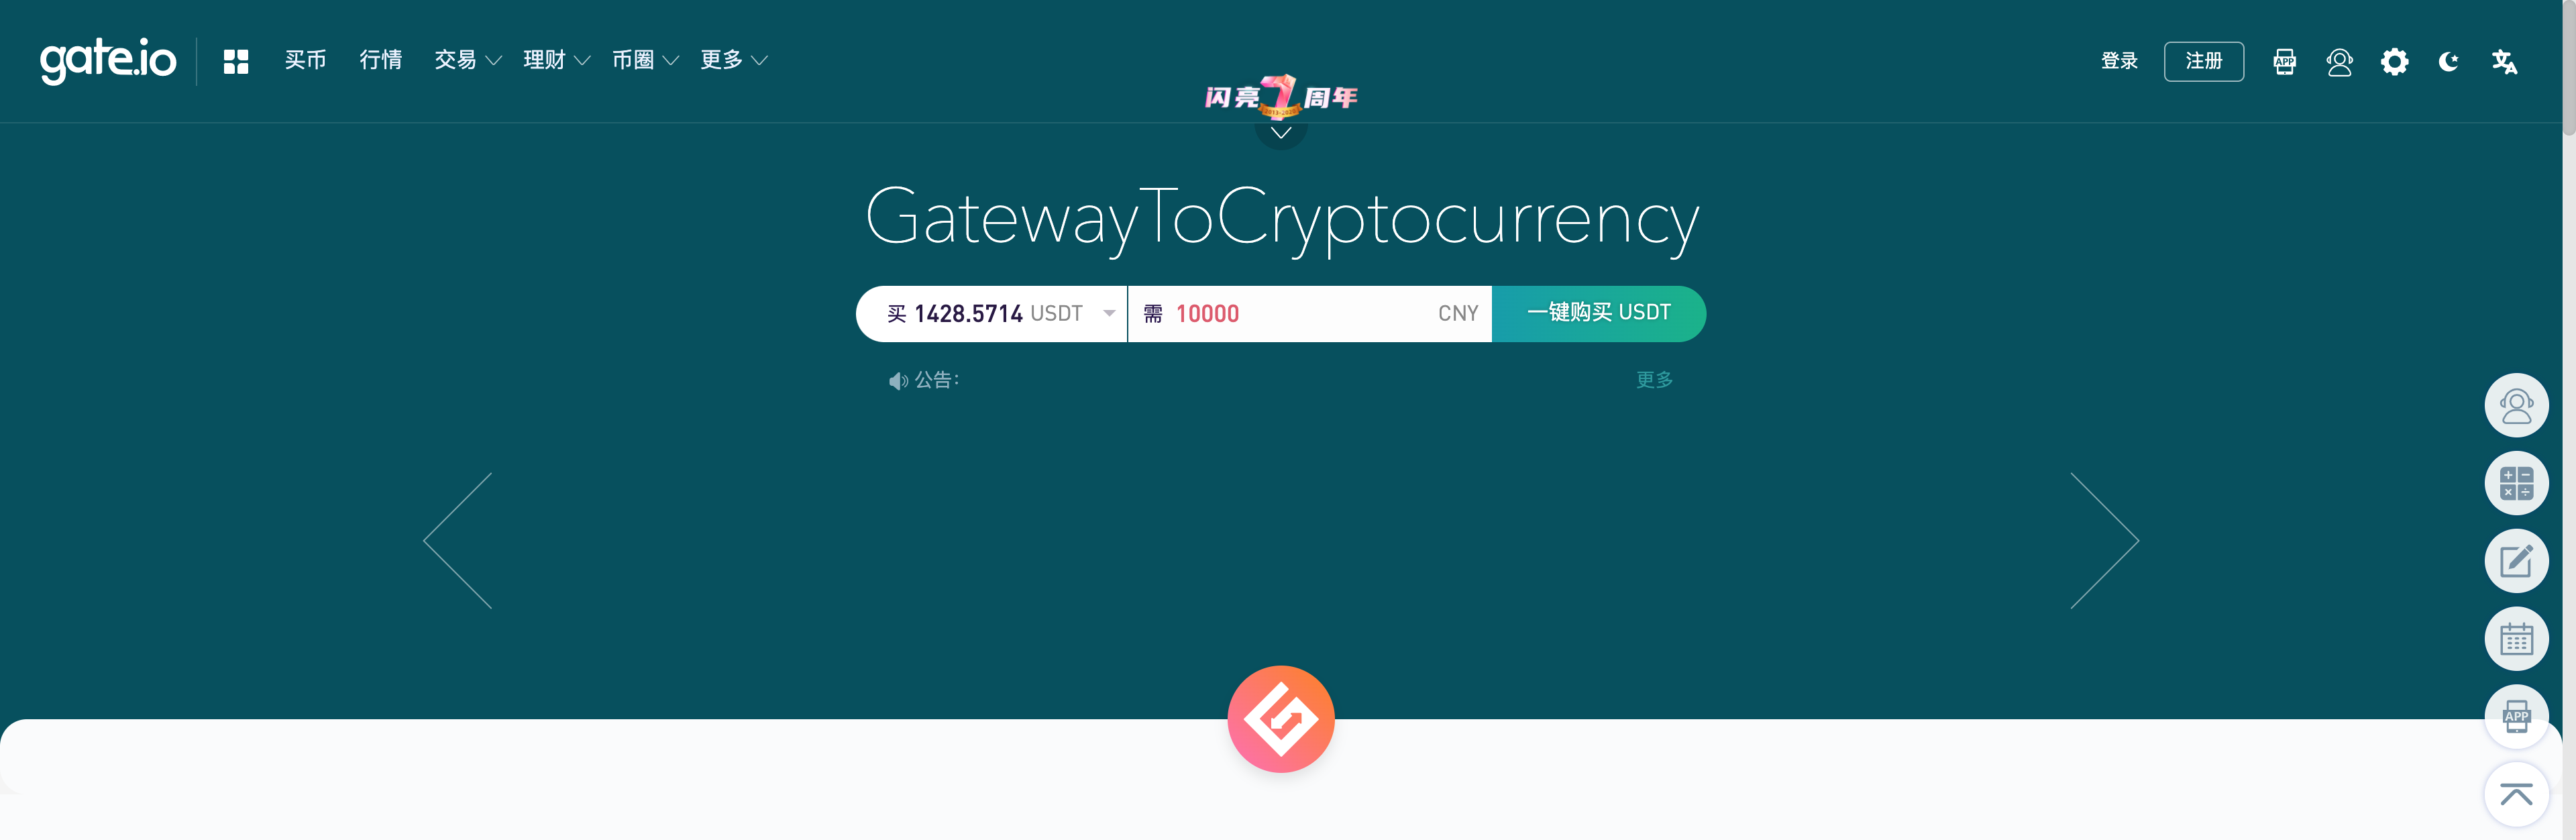 gate.io 买币 行情 交易 理财 币圈 更多 登录 注册 APP
闪亮7周年
GatewayToCryptocurrency
买 1428.5714 USDT 需 10000 CNY 一键购买 USDT
公告: 更多
APP